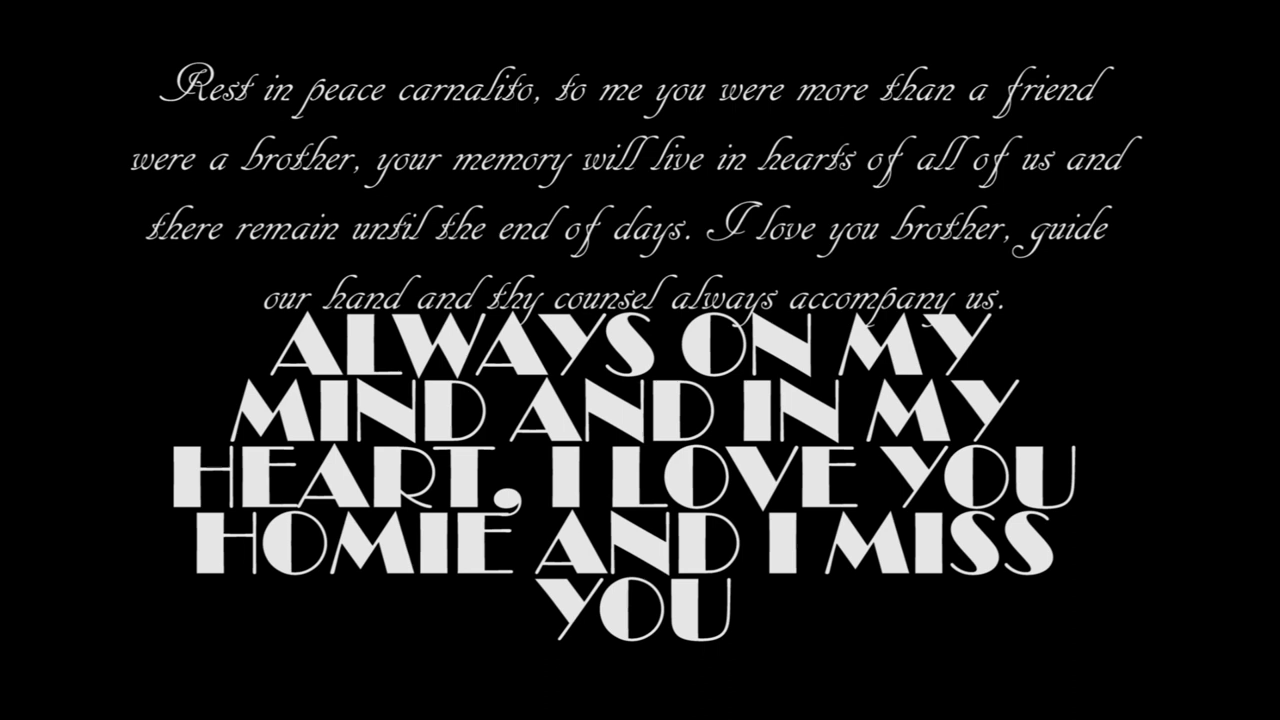 Rest in peace carnalito, to me you were more than a friend
were a brother, your memory will live in hearts of all of us and
there remain until the end of days. I love you brother, guide
our hand and thy counsel always accompany us.
ALWAYS ON MY
MIND AND IN MY
HEART, I LOVE YOU
HOMIE AND I MISS
YOU